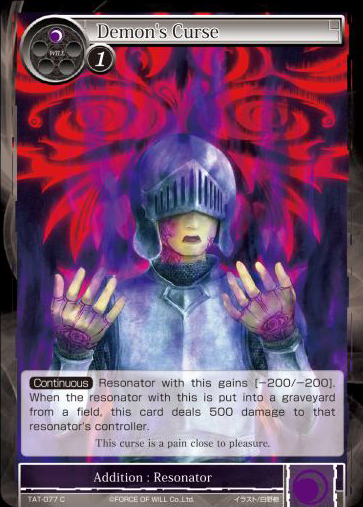 Demon's Curse
WILL
1
Continuous Resonator with this gains [-200/-200].
When the resonator with this is put into a graveyard
from a field, this card deals 500 damage to that
resonator's controller.
This curse is a pain close to pleasure.
Addition : Resonator
TAT-077 C ©FORCE OF WILL Co.,Ltd. イラスト/日野慎